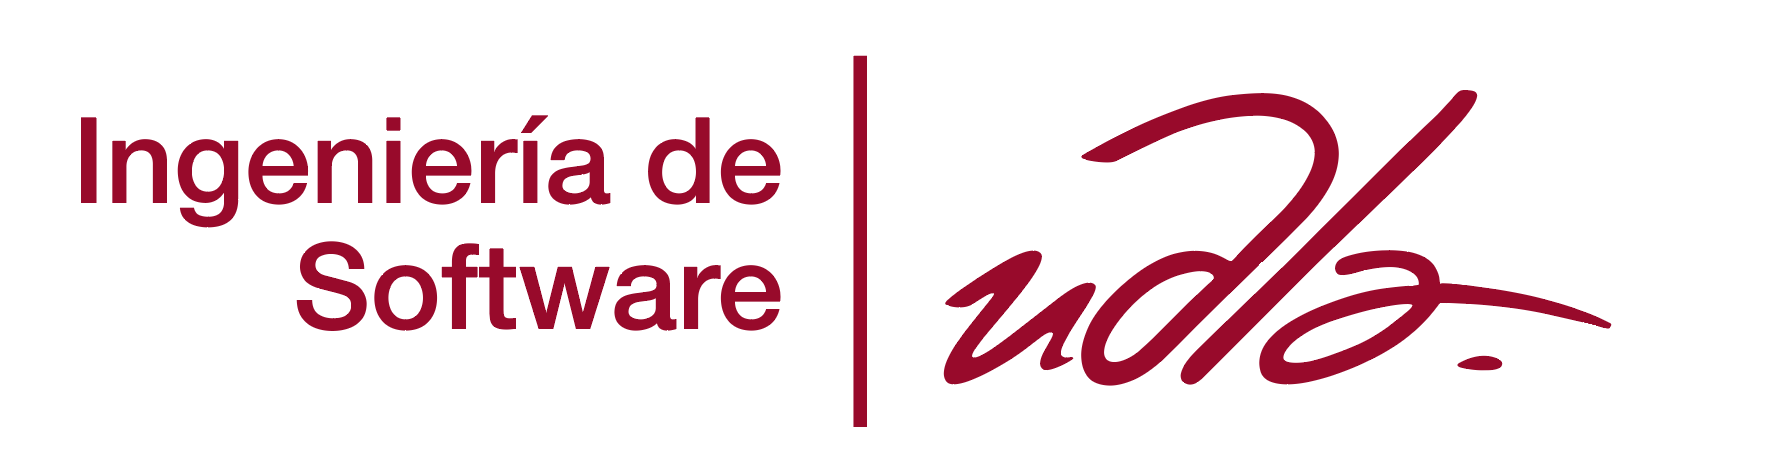 Ingeniería de
Software
udla.